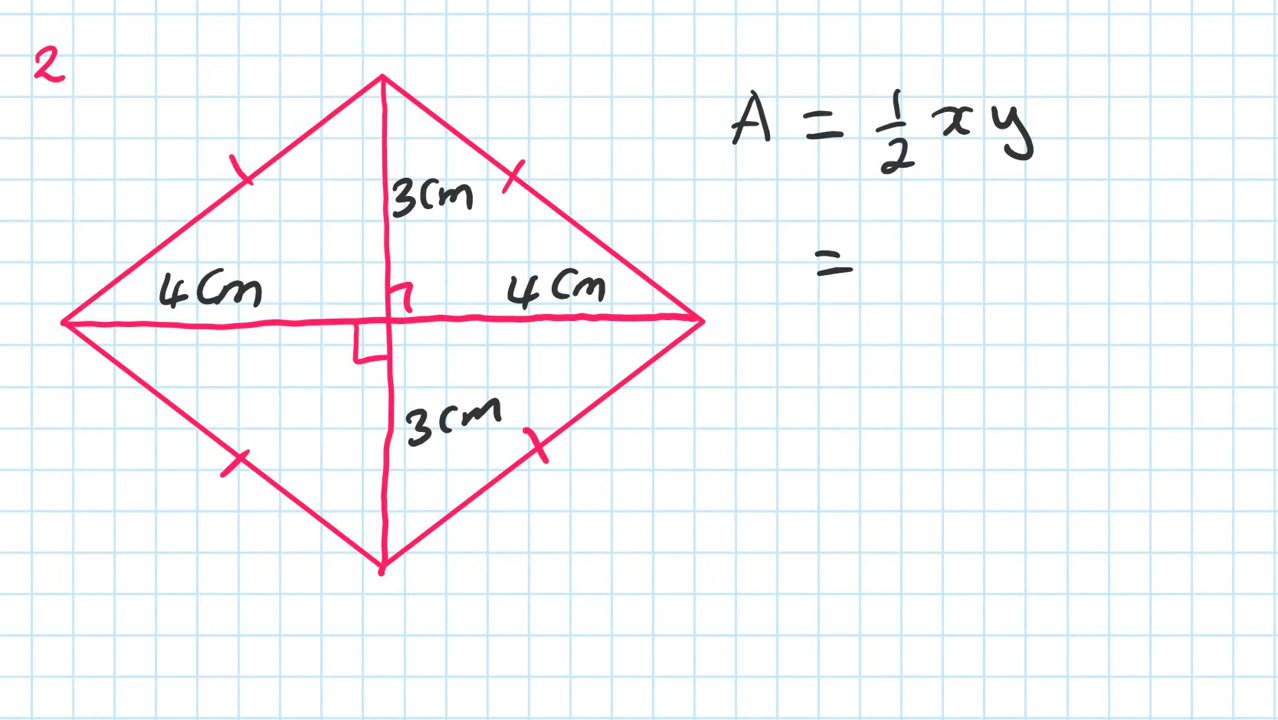 2
A = 1/2 x y
3cm
4cm 4cm
=
3cm